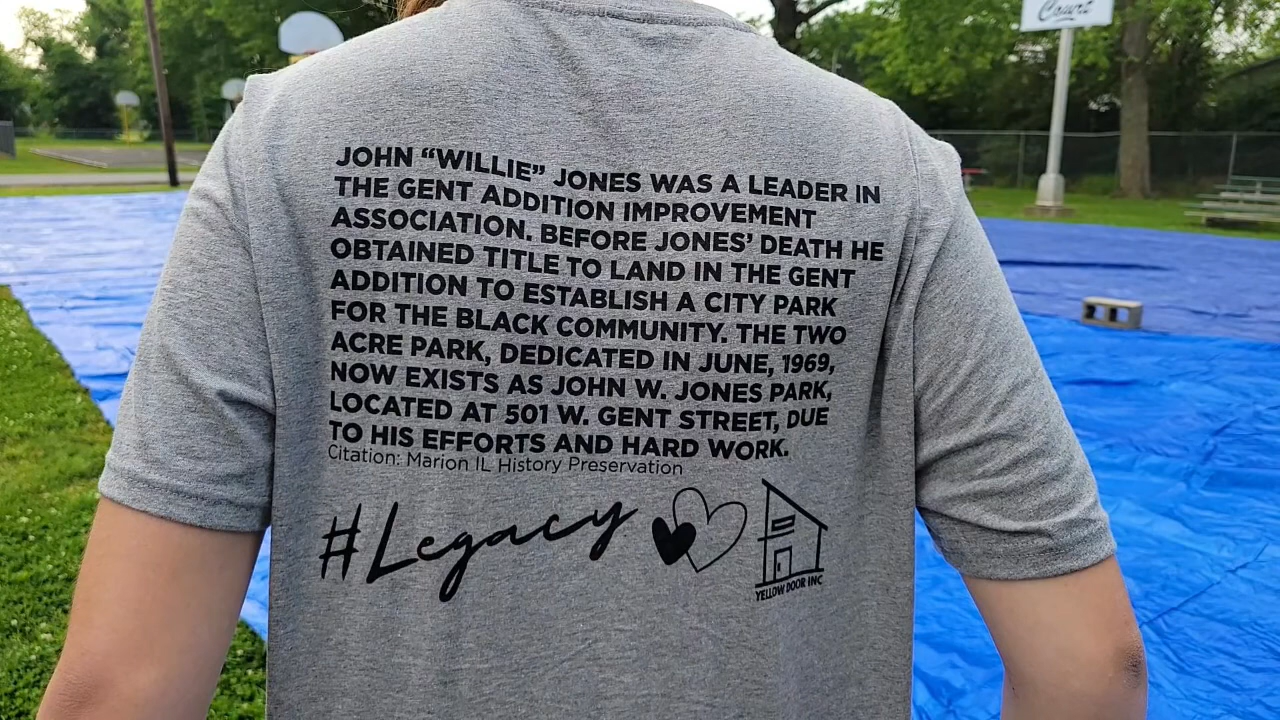 Court
JOHN “WILLIE” JONES WAS A LEADER IN
THE GENT ADDITION IMPROVEMENT
ASSOCIATION. BEFORE JONES’ DEATH HE
OBTAINED TITLE TO LAND IN THE GENT
ADDITION TO ESTABLISH A CITY PARK
FOR THE BLACK COMMUNITY. THE TWO
ACRE PARK, DEDICATED IN JUNE, 1969,
NOW EXISTS AS JOHN W. JONES PARK,
LOCATED AT 501 W. GENT STREET, DUE
TO HIS EFFORTS AND HARD WORK.
Citation: Marion IL History Preservation
#Legacy
YELLOW DOOR INC